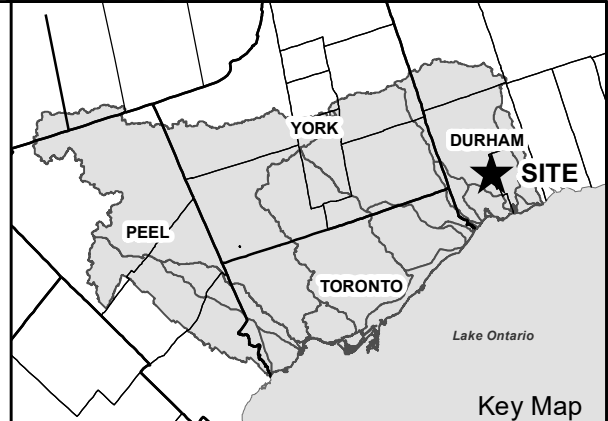 YORK
DURHAM
SITE
PEEL
TORONTO
Lake Ontario
Key Map